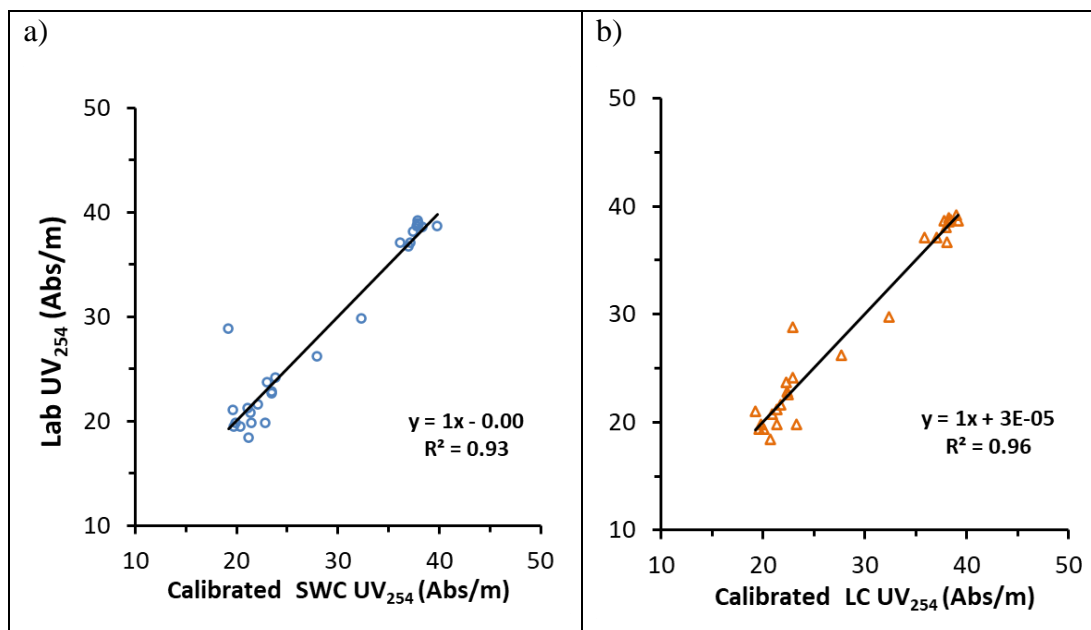 a)
50
40
30
20
10
10 20 30 40 50
Lab UV254 (Abs/m)
y = 1x - 0.00
R² = 0.93
Calibrated SWC UV254 (Abs/m)
b)
50
40
30
20
10
10 20 30 40 50
y = 1x + 3E-05
R² = 0.96
Calibrated LC UV254 (Abs/m)